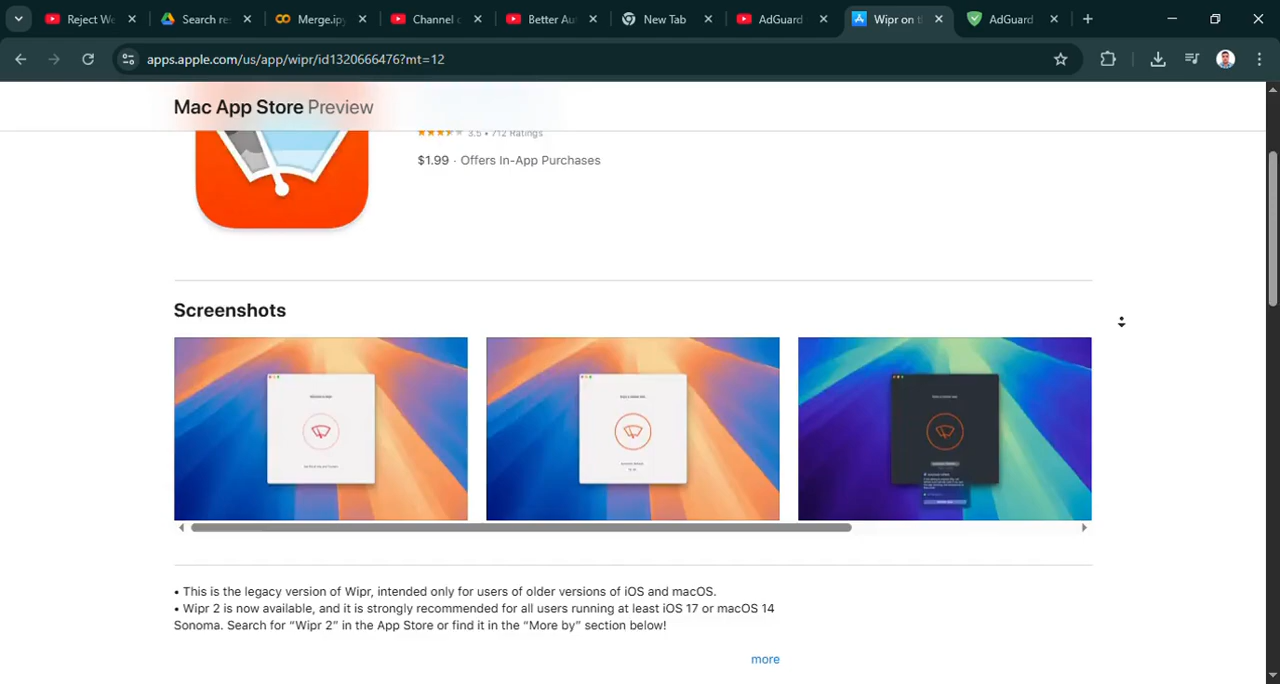 Reject Wo
Search re
Merge.ipy
Channel c
Better Au
New Tab
AdGuard
Wipr on t
AdGuard
apps.apple.com/us/app/wipr/id1320666476?mt=12
Mac App Store Preview
3.5 • 712 Ratings
$1.99 · Offers In-App Purchases
Screenshots
• This is the legacy version of Wipr, intended only for users of older versions of iOS and macOS.
• Wipr 2 is now available, and it is strongly recommended for all users running at least iOS 17 or macOS 14
Sonoma. Search for “Wipr 2” in the App Store or find it in the “More by” section below!
more